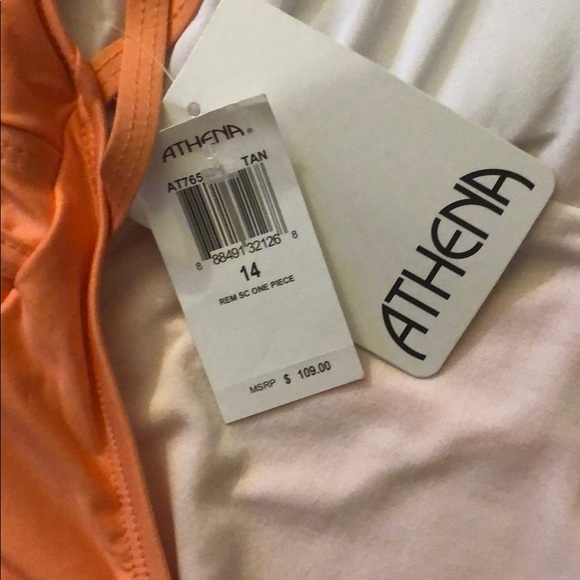 ATHENA®
AT765 TAN
8 88491 32126 8
14
REM SC ONE PIECE
MSRP $ 109.00
ATHENA